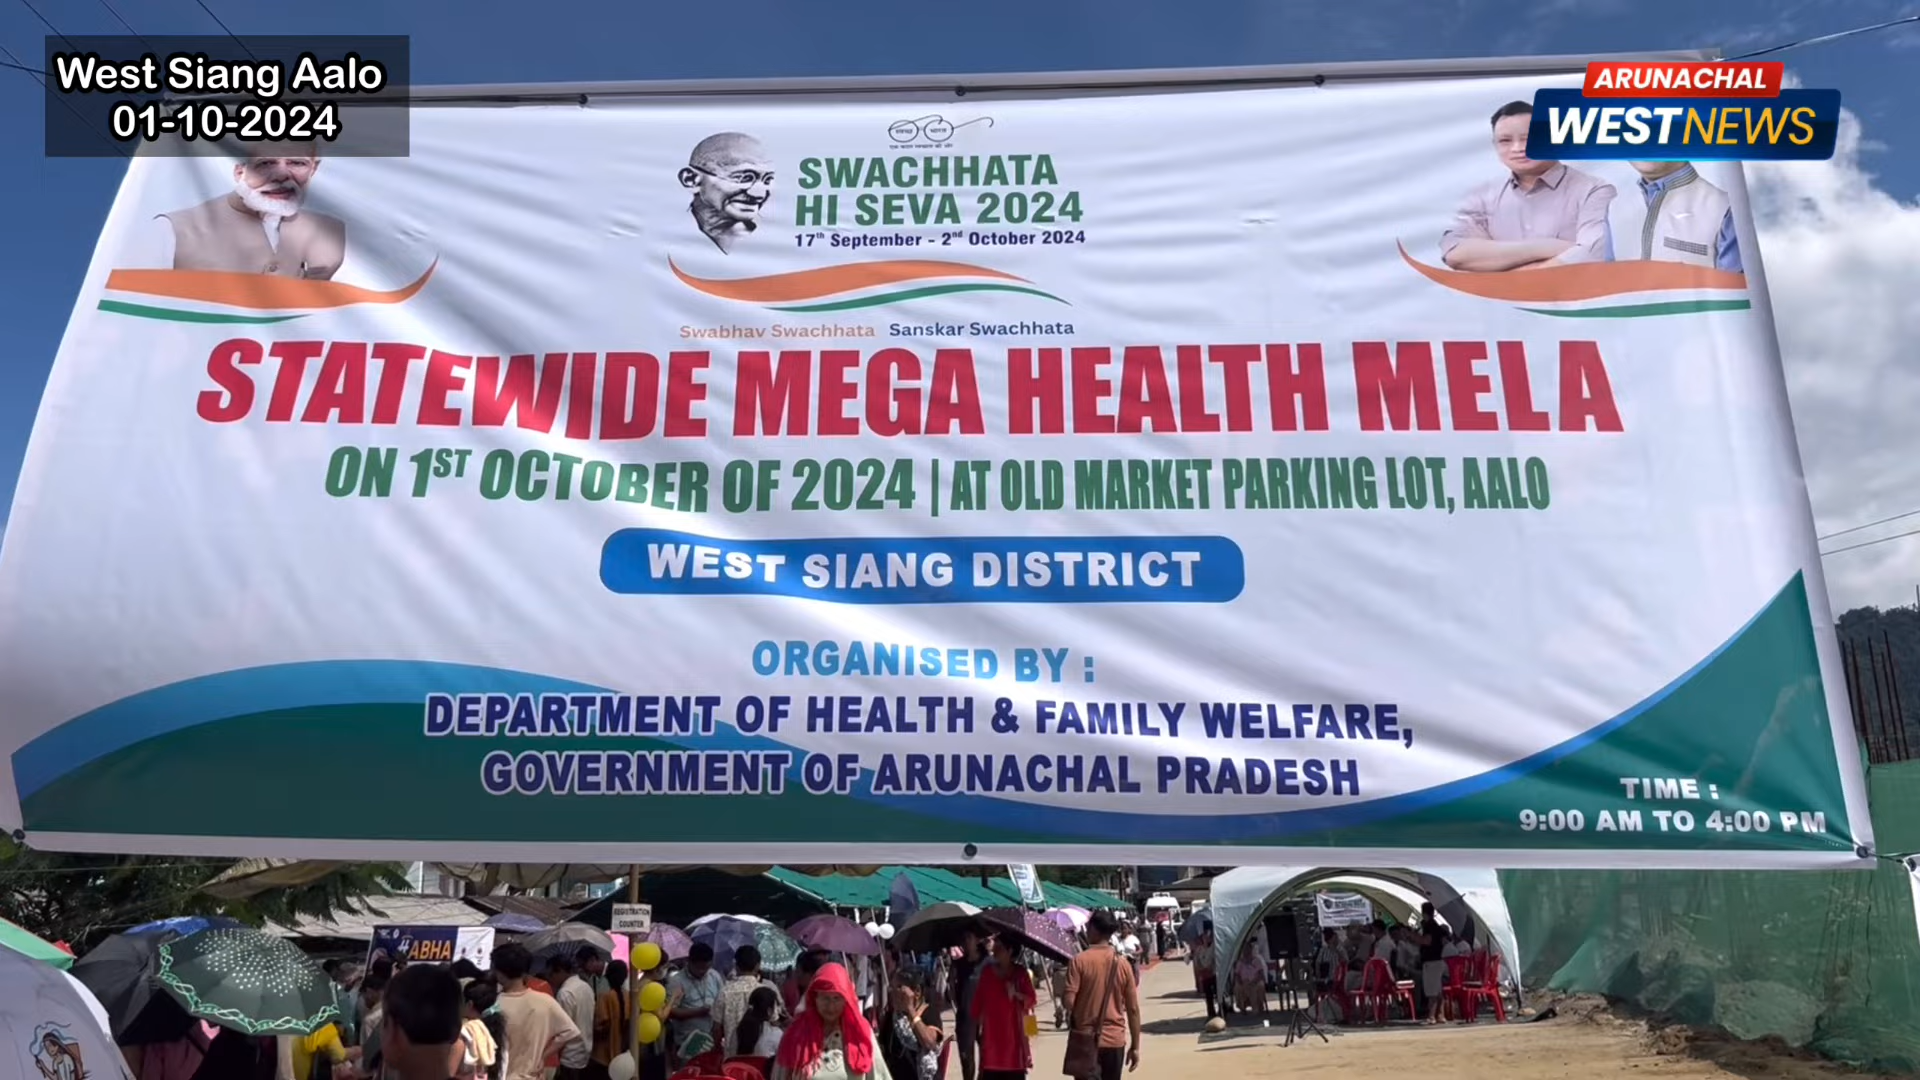 West Siang Aalo
01-10-2024
ARUNACHAL
WESTNEWS
SWACHHATA
HI SEVA 2024
17th September - 2nd October 2024
Swabhav Swachhata Sanskar Swachhata
STATEWIDE MEGA HEALTH MELA
ON 1ST OCTOBER OF 2024 | AT OLD MARKET PARKING LOT, AALO
WEST SIANG DISTRICT
ORGANISED BY :
DEPARTMENT OF HEALTH & FAMILY WELFARE,
GOVERNMENT OF ARUNACHAL PRADESH
TIME :
9:00 AM TO 4:00 PM
REGISTRATION
COUNTER
ABHA